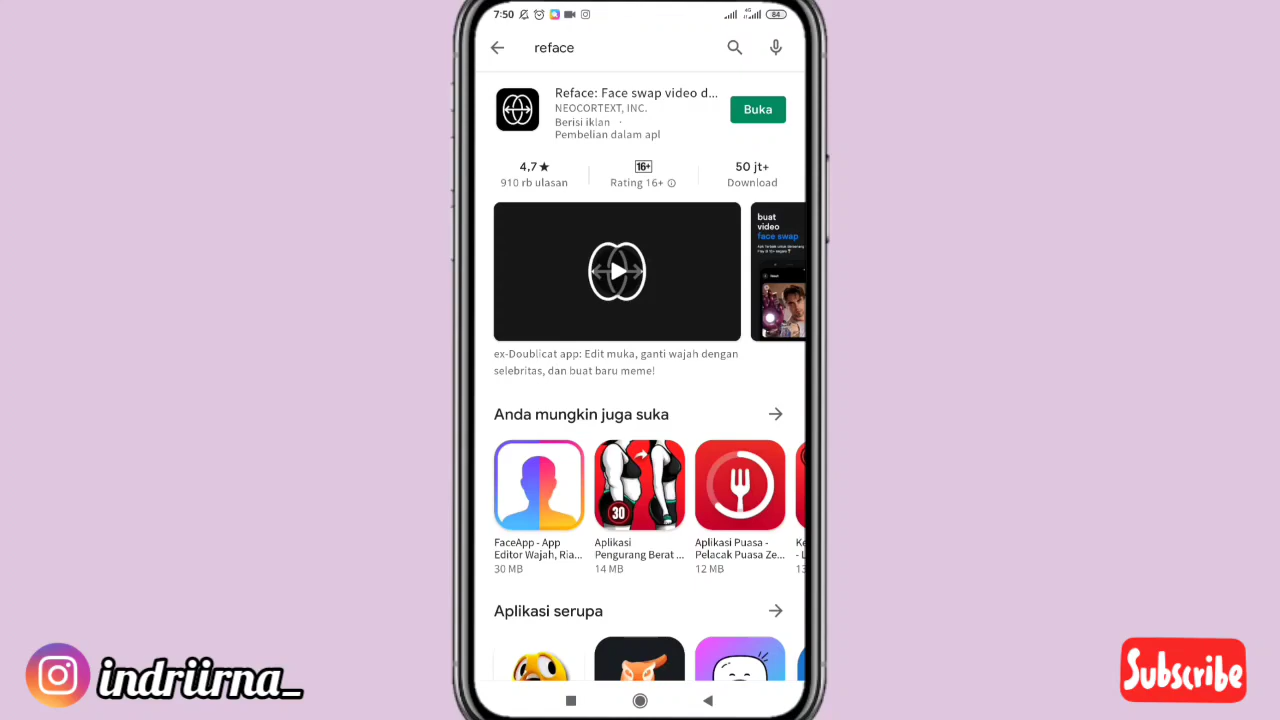 7:50
4G
84
reface
Reface: Face swap video d...
NEOCORTEXT, INC.
Berisi iklan ·
Pembelian dalam apl
Buka
4,7★
910 rb ulasan
16+
Rating 16+
50 jt+
Download
buat
video
face swap
ex-Doublicat app: Edit muka, ganti wajah dengan
selebritas, dan buat baru meme!
Anda mungkin juga suka
30
FaceApp - App
Editor Wajah, Ria...
30 MB
Aplikasi
Pengurang Berat ...
14 MB
Aplikasi Puasa -
Pelacak Puasa Ze...
12 MB
Aplikasi serupa
indriirna_
Subscribe